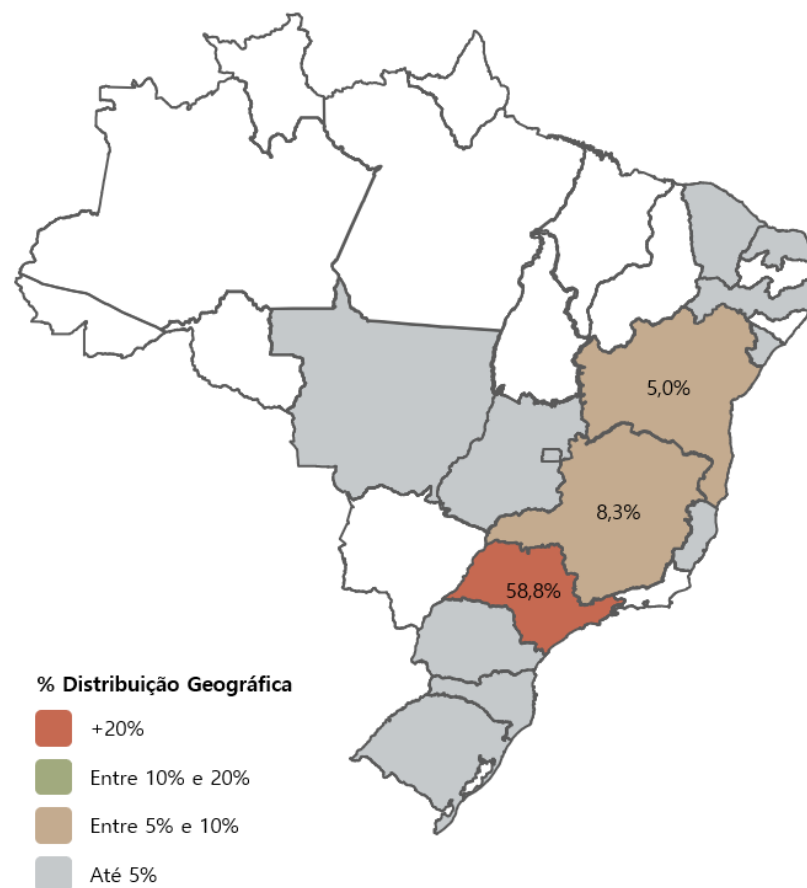 5,0%
8,3%
58,8%
% Distribuição Geográfica
+20%
Entre 10% e 20%
Entre 5% e 10%
Até 5%